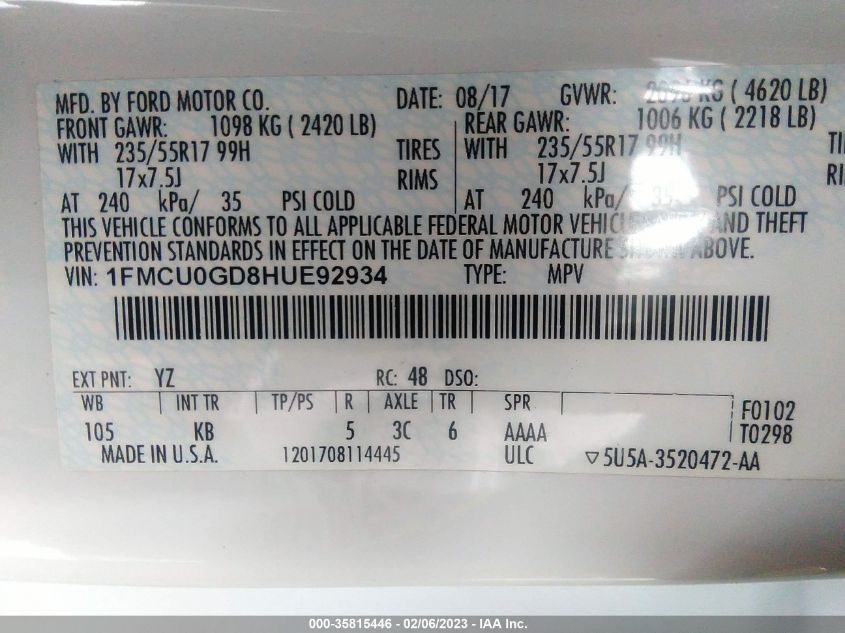 MFD. BY FORD MOTOR CO. DATE: 08/17 GVWR: KG ( 4620 LB)
FRONT GAWR: 1098 KG ( 2420 LB) REAR GAWR: 1006 KG ( 2218 LB)
WITH 235/55R17 99H TIRES WITH 235/55R17 99H
17x7.5J RIMS 17x7.5J
AT 240 kPa/ 35 PSI COLD AT 240 kPa/ PSI COLD
THIS VEHICLE CONFORMS TO ALL APPLICABLE FEDERAL MOTOR VEHICLE AND THEFT
PREVENTION STANDARDS IN EFFECT ON THE DATE OF MANUFACTURE SHOWN ABOVE.
VIN: 1FMCU0GD8HUE92934 TYPE: MPV
EXT PNT: YZ RC: 48 DSO:
WB INT TR TP/PS R AXLE TR SPR F0102
105 KB 5 3C 6 AAAA T0298
MADE IN U.S.A. 1201708114445 ULC ▽5U5A-3520472-AA
000-35815446 - 02/06/2023 - IAA Inc.